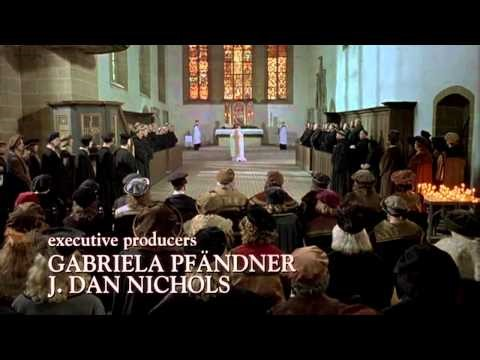 executive producers
GABRIELA PFÄNDNER
J. DAN NICHOLS